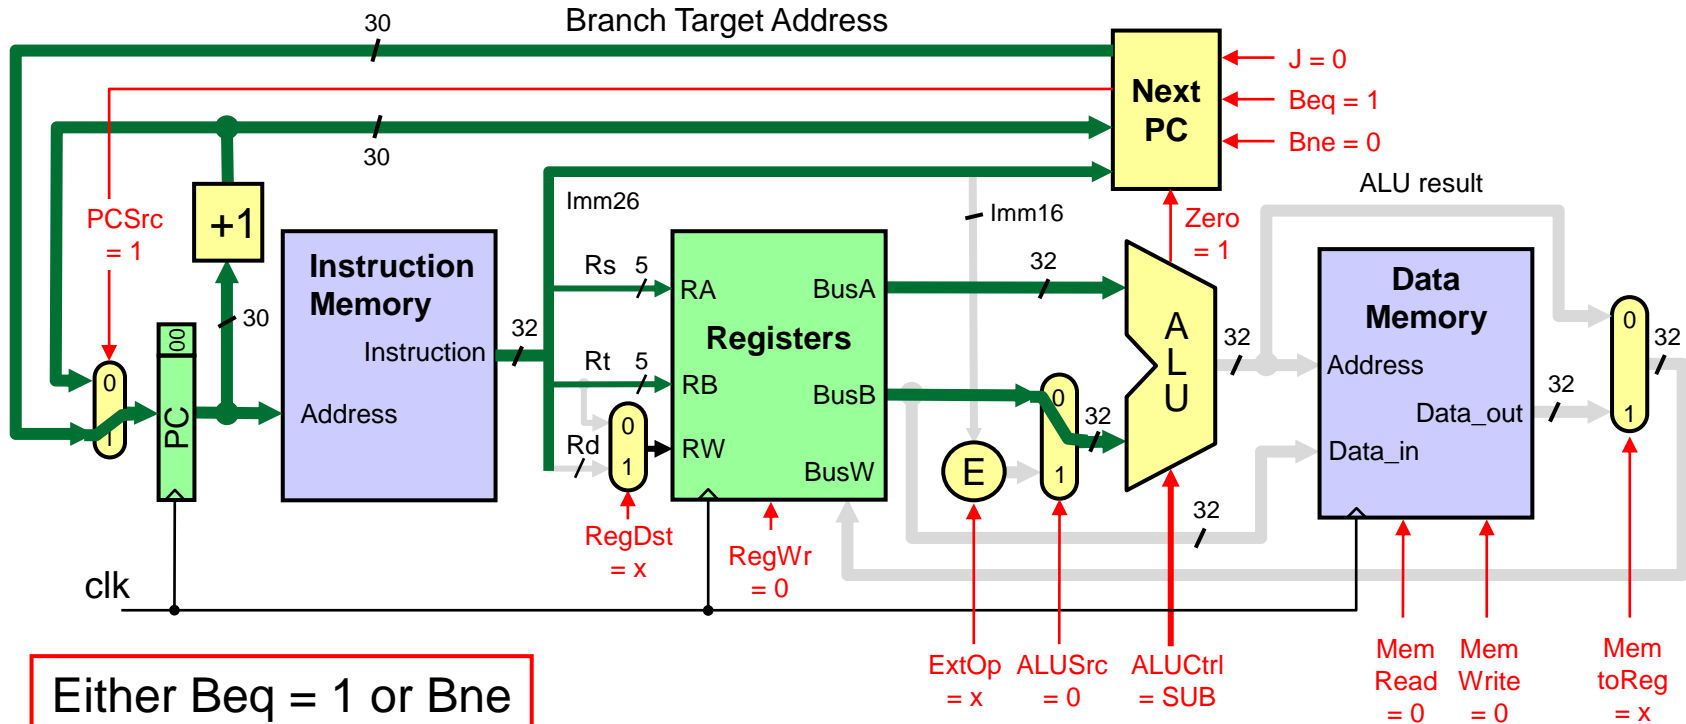 Branch Target Address
30
J = 0
Next
PC
Beq = 1
Bne = 0
30
PCSrc
= 1
+1
Imm26
Imm16
ALU result
Zero
= 1
Instruction
Memory
Instruction
Address
32
30
00
PC
0
1
Rs 5
Rt 5
Rd
RA
RB
RW
BusA
BusB
BusW
Registers
0
1
32
E
0
1
32
A
L
U
32
Data
Memory
Address
Data_out
Data_in
32
32
0
1
32
RegDst
= x
RegWr
= 0
clk
ExtOp
= x
ALUSrc
= 0
ALUCtrl
= SUB
Mem
Read
= 0
Mem
Write
= 0
Mem
toReg
= x
Either Beq = 1 or Bne